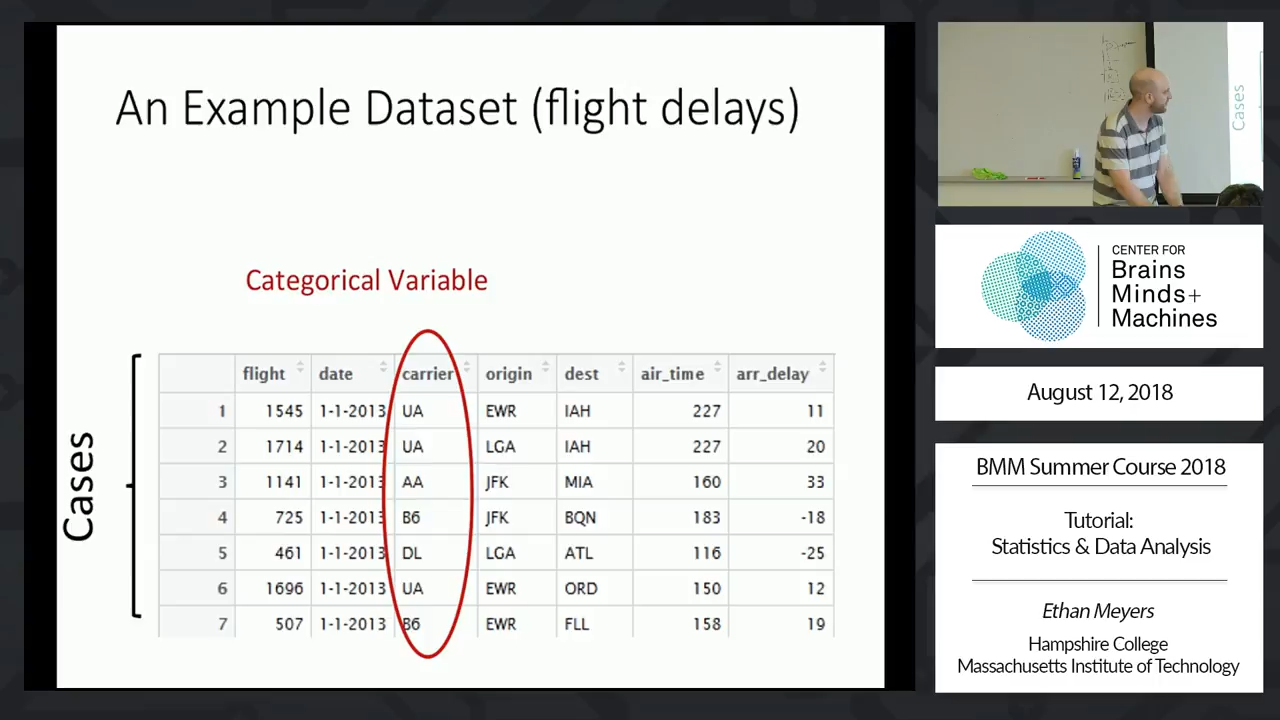 An Example Dataset (flight delays)
Categorical Variable
Cases
flight date carrier origin dest air_time arr_delay
1 1545 1-1-2013 UA EWR IAH 227 11
2 1714 1-1-2013 UA LGA IAH 227 20
3 1141 1-1-2013 AA JFK MIA 160 33
4 725 1-1-2013 B6 JFK BQN 183 -18
5 461 1-1-2013 DL LGA ATL 116 -25
6 1696 1-1-2013 UA EWR ORD 150 12
7 507 1-1-2013 B6 EWR FLL 158 19
Cases
CENTER FOR
Brains
Minds+
Machines
August 12, 2018
BMM Summer Course 2018
Tutorial:
Statistics & Data Analysis
Ethan Meyers
Hampshire College
Massachusetts Institute of Technology